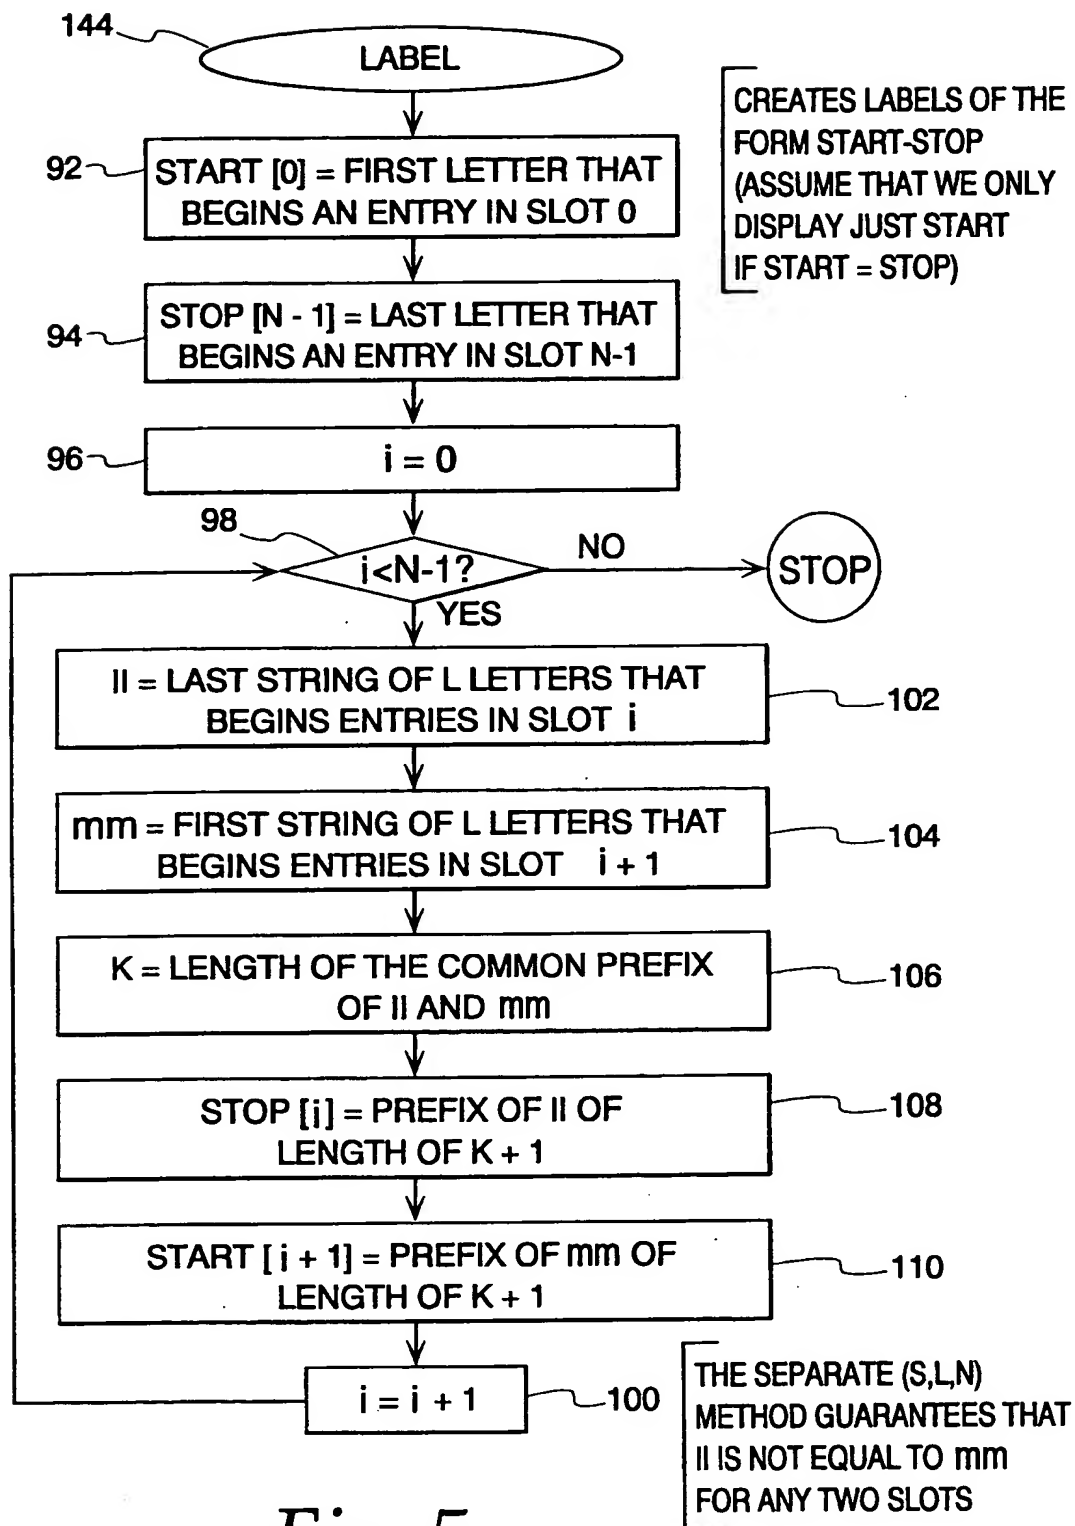 144
LABEL
CREATES LABELS OF THE
FORM START-STOP
(ASSUME THAT WE ONLY
DISPLAY JUST START
IF START = STOP)
92
START [0] = FIRST LETTER THAT
BEGINS AN ENTRY IN SLOT 0
94
STOP [N - 1] = LAST LETTER THAT
BEGINS AN ENTRY IN SLOT N-1
96
i = 0
98
i<N-1?
NO
STOP
YES
ll = LAST STRING OF L LETTERS THAT
BEGINS ENTRIES IN SLOT i
102
mm = FIRST STRING OF L LETTERS THAT
BEGINS ENTRIES IN SLOT i + 1
104
K = LENGTH OF THE COMMON PREFIX
OF ll AND mm
106
STOP [i] = PREFIX OF ll OF
LENGTH OF K + 1
108
START [ i + 1] = PREFIX OF mm OF
LENGTH OF K + 1
110
i = i + 1
100
THE SEPARATE (S,L,N)
METHOD GUARANTEES THAT
ll IS NOT EQUAL TO mm
FOR ANY TWO SLOTS